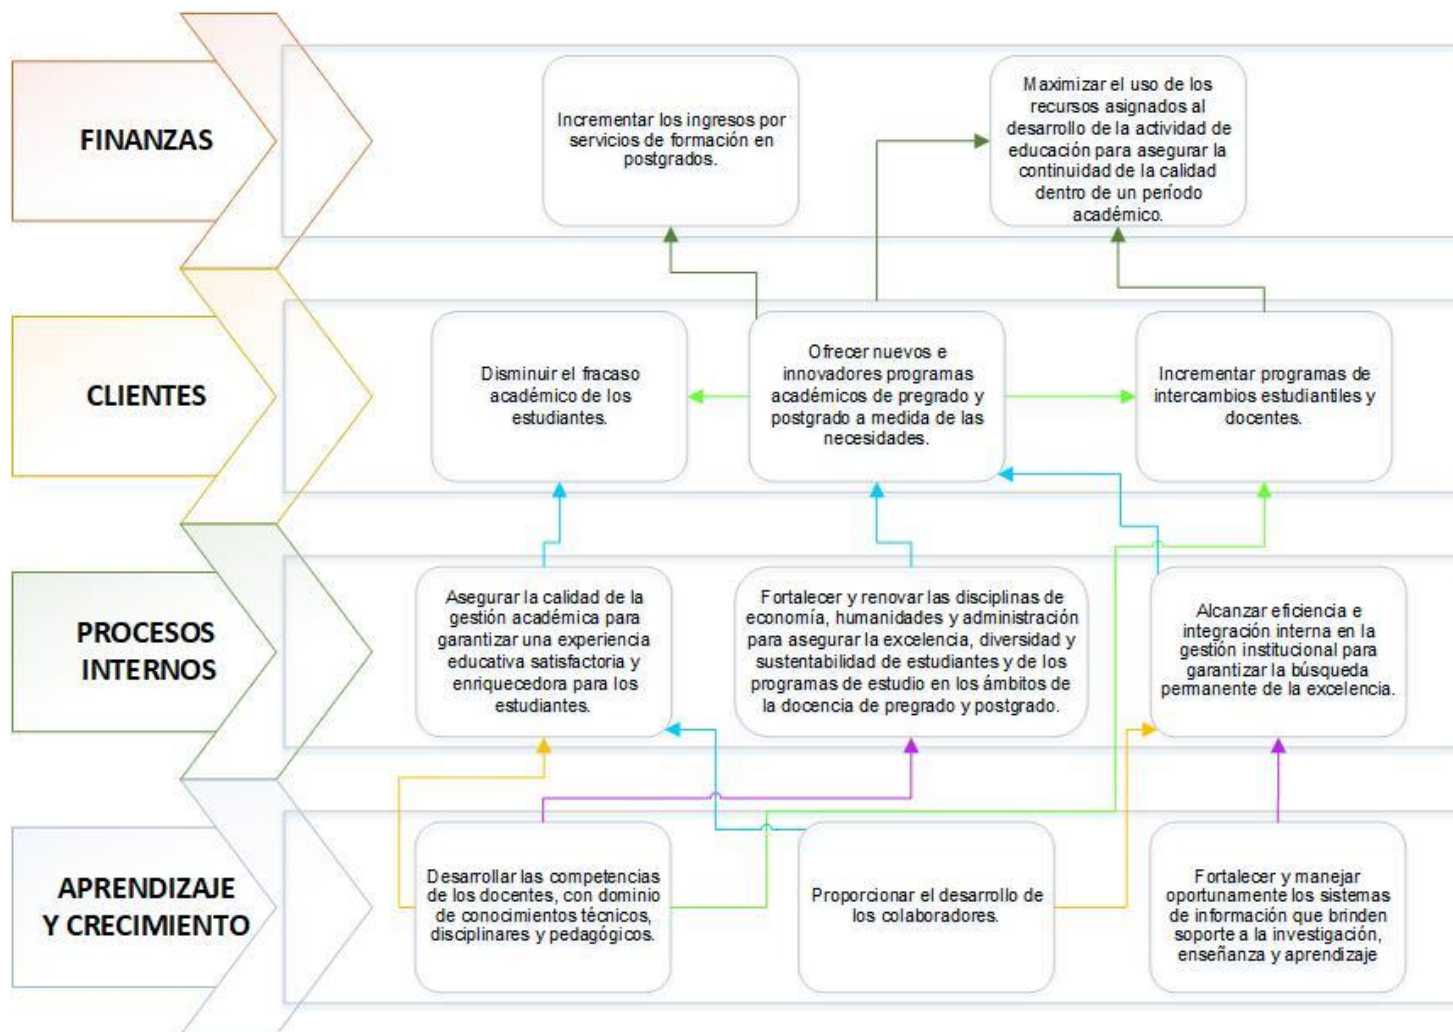 FINANZAS
Incrementar los ingresos por
servicios de formación en
postgrados.
Maximizar el uso de los
recursos asignados al
desarrollo de la actividad de
educación para asegurar la
continuidad de la calidad
dentro de un período
académico.
CLIENTES
Disminuir el fracaso
académico de los
estudiantes.
Ofrecer nuevos e
innovadores programas
académicos de pregrado y
postgrado a medida de las
necesidades.
Incrementar programas de
intercambios estudiantiles y
docentes.
PROCESOS
INTERNOS
Asegurar la calidad de la
gestión académica para
garantizar una experiencia
educativa satisfactoria y
enriquecedora para los
estudiantes.
Fortalecer y renovar las disciplinas de
economía, humanidades y administración
para asegurar la excelencia, diversidad y
sustentabilidad de estudiantes y de los
programas de estudio en los ámbitos de
la docencia de pregrado y postgrado.
Alcanzar eficiencia e
integración interna en la
gestión institucional para
garantizar la búsqueda
permanente de la excelencia.
APRENDIZAJE
Y CRECIMIENTO
Desarrollar las competencias
de los docentes, con dominio
de conocimientos técnicos,
disciplinares y pedagógicos.
Proporcionar el desarrollo de
los colaboradores.
Fortalecer y manejar
oportunamente los sistemas
de información que brinden
soporte a la investigación,
enseñanza y aprendizaje